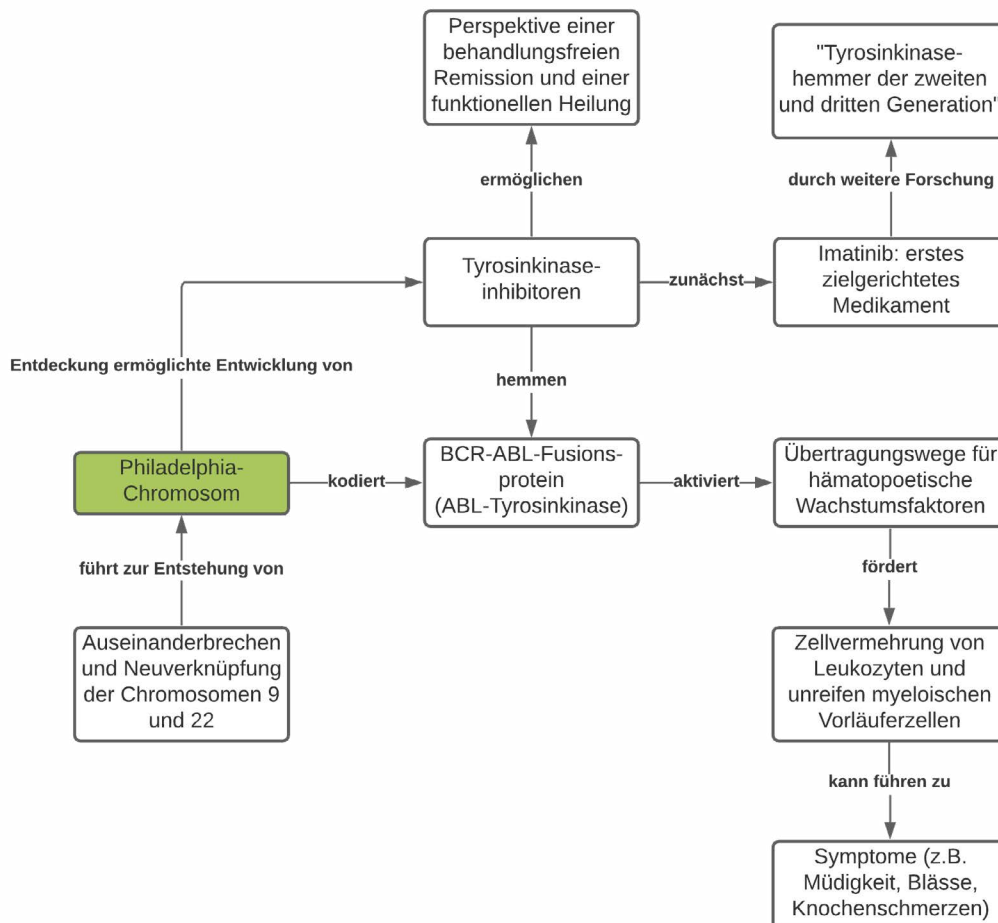 Perspektive einer
behandlungsfreien
Remission und einer
funktionellen Heilung
"Tyrosinkinase-
hemmer der zweiten
und dritten Generation"
ermöglichen
durch weitere Forschung
Tyrosinkinase-
inhibitoren
zunächst
Imatinib: erstes
zielgerichtetes
Medikament
Entdeckung ermöglichte Entwicklung von
hemmen
Philadelphia-
Chromosom
kodiert
BCR-ABL-Fusions-
protein
(ABL-Tyrosinkinase)
aktiviert
Übertragungswege für
hämatopoetische
Wachstumsfaktoren
führt zur Entstehung von
fördert
Auseinanderbrechen
und Neuverknüpfung
der Chromosomen 9
und 22
Zellvermehrung von
Leukozyten und
unreifen myeloischen
Vorläuferzellen
kann führen zu
Symptome (z.B.
Müdigkeit, Blässe,
Knochenschmerzen)